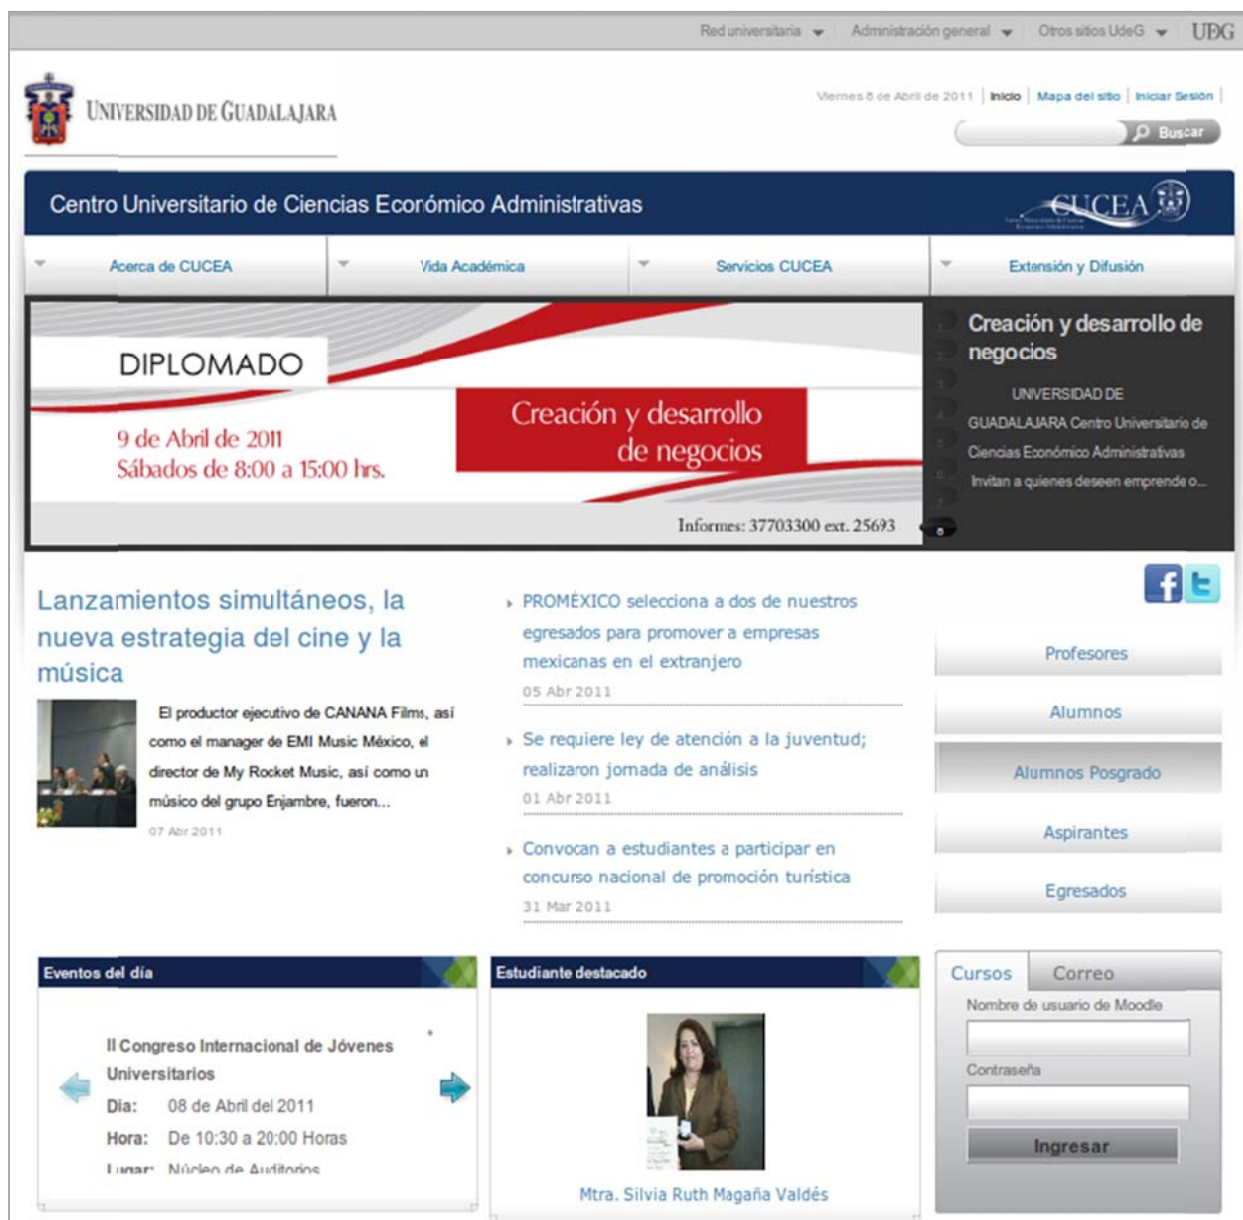 Red universitaria
Administración general
Otros sitios UdeG
UDG
UNIVERSIDAD DE GUADALAJARA
Viernes 8 de Abril de 2011 | Inicio | Mapa del sitio | Iniciar Sesión |
Buscar
Centro Universitario de Ciencias Económico Administrativas
CUCEA
Acerca de CUCEA
Vida Académica
Servicios CUCEA
Extensión y Difusión
DIPLOMADO
9 de Abril de 2011
Sábados de 8:00 a 15:00 hrs.
Creación y desarrollo
de negocios
Informes: 37703300 ext. 25693
8
Creación y desarrollo de
negocios
UNIVERSIDAD DE
GUADALAJARA Centro Universitario de
Ciencias Económico Administrativas
Invitan a quienes deseen emprende o...
Lanzamientos simultáneos, la
nueva estrategia del cine y la
música
El productor ejecutivo de CANANA Films, así
como el manager de EMI Music México, el
director de My Rocket Music, así como un
músico del grupo Enjambre, fueron...
07 Abr 2011
PROMÉXICO selecciona a dos de nuestros
egresados para promover a empresas
mexicanas en el extranjero
05 Abr 2011
Se requiere ley de atención a la juventud;
realizaron jornada de análisis
01 Abr 2011
Convocan a estudiantes a participar en
concurso nacional de promoción turística
31 Mar 2011
Profesores
Alumnos
Alumnos Posgrado
Aspirantes
Egresados
Eventos del día
II Congreso Internacional de Jóvenes
Universitarios
Dia: 08 de Abril del 2011
Hora: De 10:30 a 20:00 Horas
Lugar: Núcleo de Auditorios
Estudiante destacado
Mtra. Silvia Ruth Magaña Valdés
Cursos
Correo
Nombre de usuario de Moodle
Contraseña
Ingresar